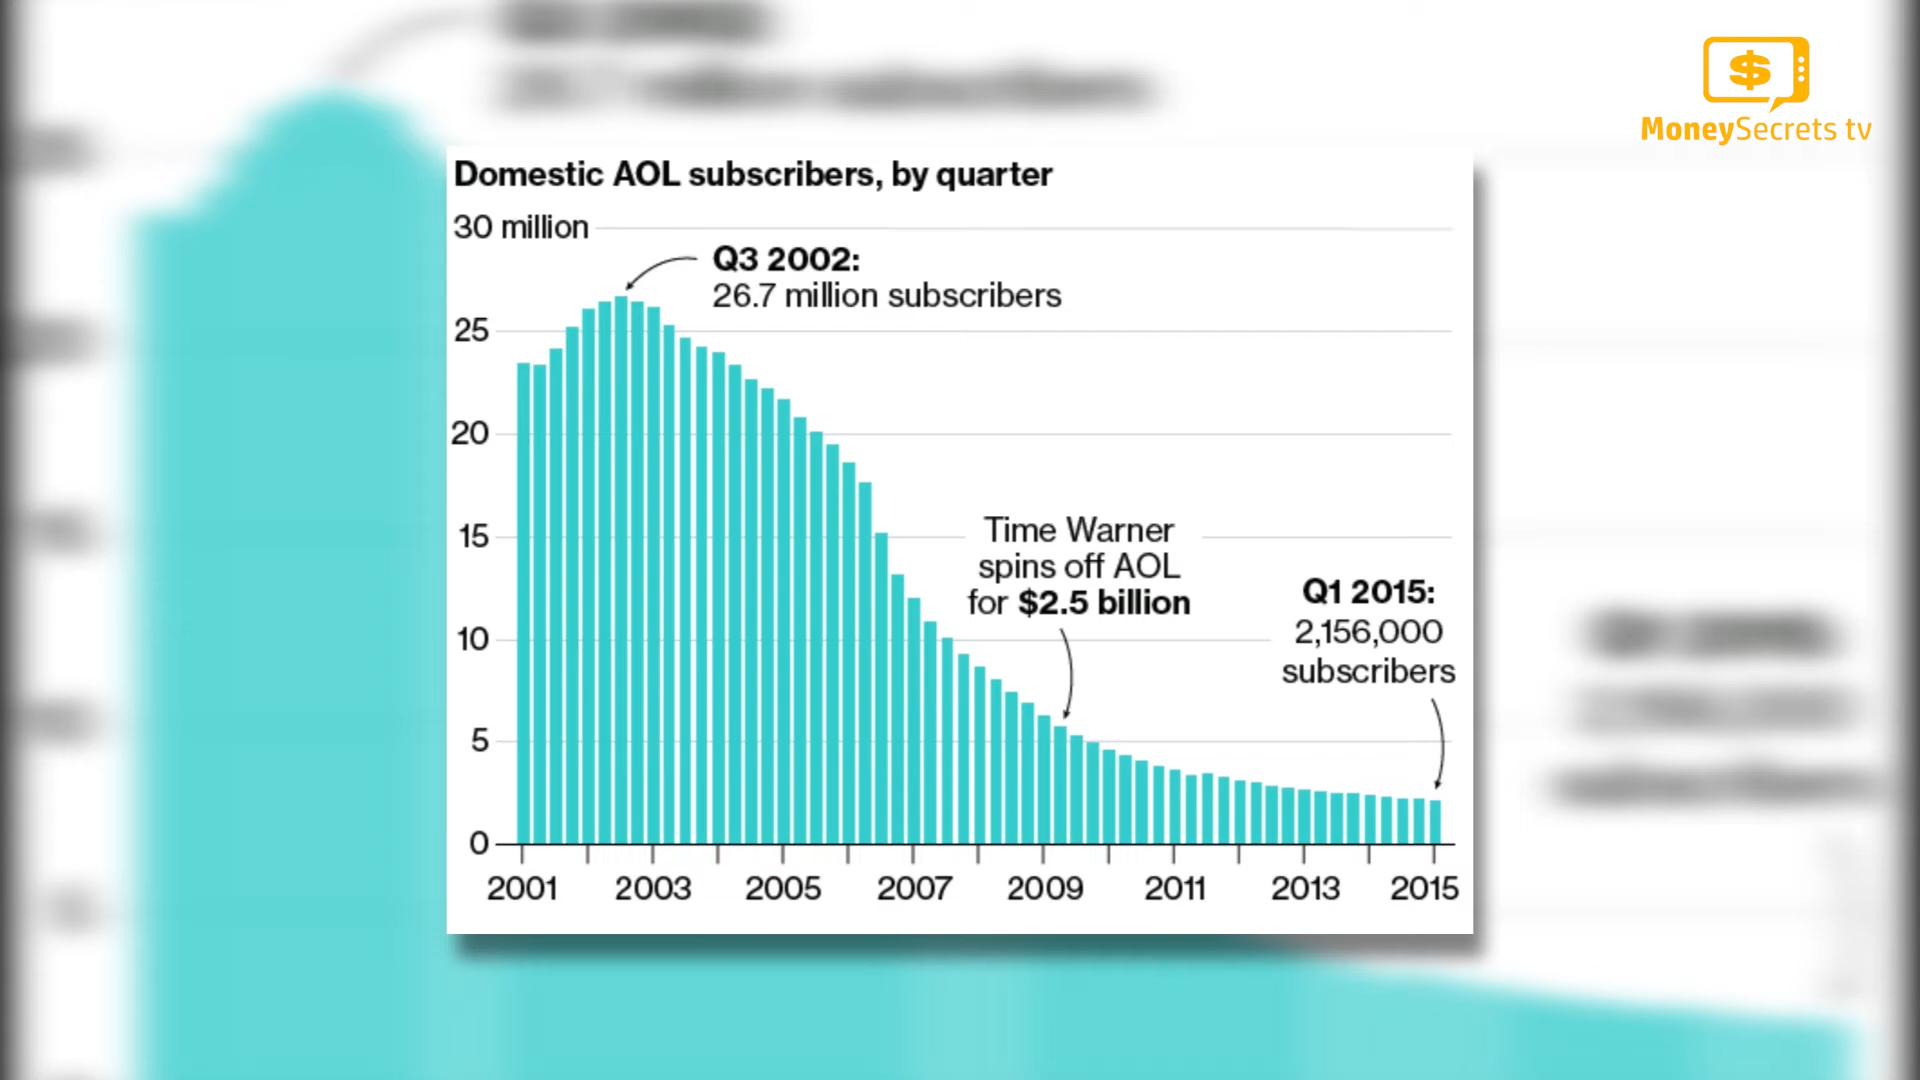 $
MoneySecrets tv
Domestic AOL subscribers, by quarter
30 million
Q3 2002:
26.7 million subscribers
25
20
15
Time Warner
spins off AOL
for $2.5 billion
Q1 2015:
2,156,000
subscribers
10
5
0
2001 2003 2005 2007 2009 2011 2013 2015